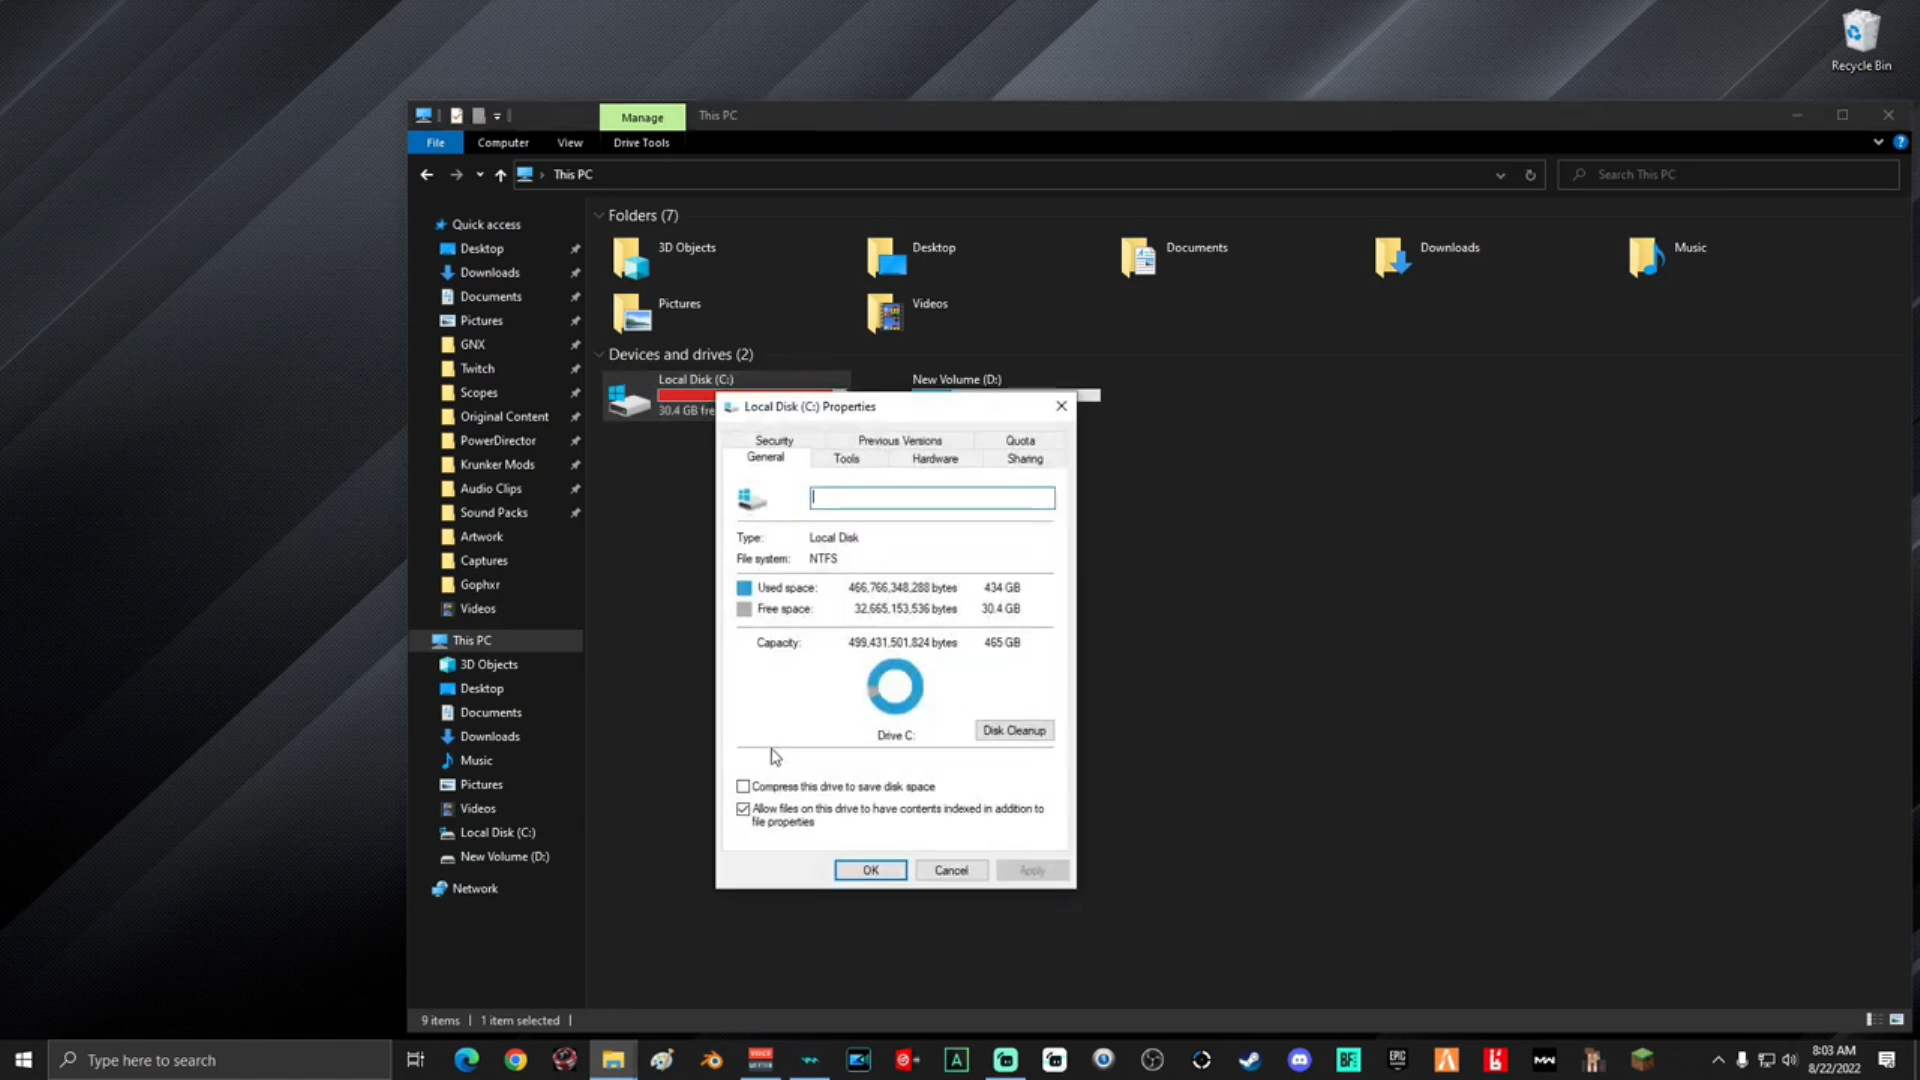 Recycle Bin
Manage
This PC
File
Computer
View
Drive Tools
This PC
Search This PC
Quick access
Desktop
Downloads
Documents
Pictures
GNX
Twitch
Scopes
Original Content
PowerDirector
Krunker Mods
Audio Clips
Sound Packs
Artwork
Captures
Gophxr
Videos
This PC
3D Objects
Desktop
Documents
Downloads
Music
Pictures
Videos
Local Disk (C:)
New Volume (D:)
Network
Folders (7)
3D Objects
Desktop
Documents
Downloads
Music
Pictures
Videos
Devices and drives (2)
Local Disk (C:)
30.4 GB fre
New Volume (D:)
Local Disk (C:) Properties
Security
Previous Versions
Quota
General
Tools
Hardware
Sharing
Type: Local Disk
File system: NTFS
Used space: 466,766,348,288 bytes 434 GB
Free space: 32,665,153,536 bytes 30.4 GB
Capacity: 499,431,501,824 bytes 465 GB
Drive C:
Disk Cleanup
Compress this drive to save disk space
Allow files on this drive to have contents indexed in addition to
file properties
OK
Cancel
Apply
9 items
1 item selected
Type here to search
VOICE
EPIC
MW
BF
8:03 AM
8/22/2022